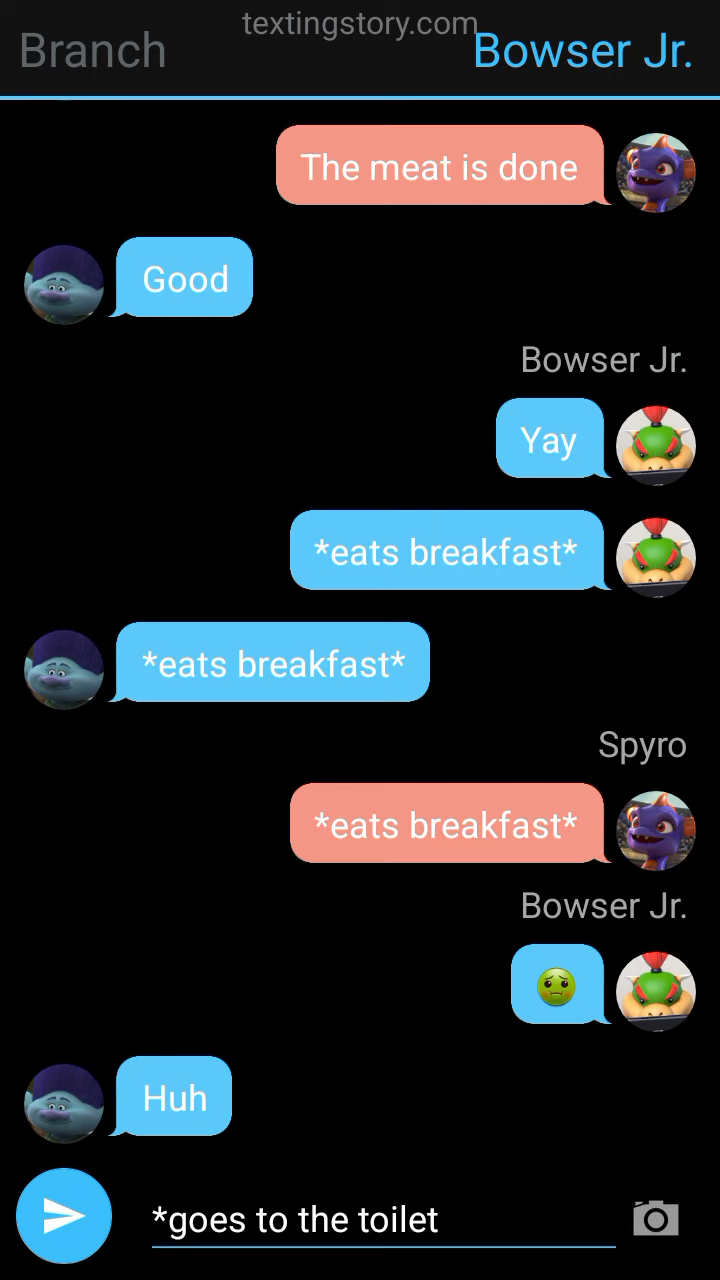 textingstory.com
Branch
Bowser Jr.
The meat is done
Good
Bowser Jr.
Yay
*eats breakfast*
*eats breakfast*
Spyro
*eats breakfast*
Bowser Jr.
🤢
Huh
*goes to the toilet